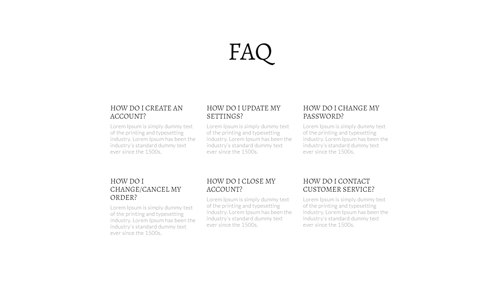 FAQ
HOW DO I CREATE AN
ACCOUNT?
Lorem Ipsum is simply dummy text
of the printing and typesetting
industry. Lorem Ipsum has been the
industry's standard dummy text
ever since the 1500s.
HOW DO I UPDATE MY
SETTINGS?
Lorem Ipsum is simply dummy text
of the printing and typesetting
industry. Lorem Ipsum has been the
industry's standard dummy text
ever since the 1500s.
HOW DO I CHANGE MY
PASSWORD?
Lorem Ipsum is simply dummy text
of the printing and typesetting
industry. Lorem Ipsum has been the
industry's standard dummy text
ever since the 1500s.
HOW DO I
CHANGE/CANCEL MY
ORDER?
Lorem Ipsum is simply dummy text
of the printing and typesetting
industry. Lorem Ipsum has been the
industry's standard dummy text
ever since the 1500s.
HOW DO I CLOSE MY
ACCOUNT?
Lorem Ipsum is simply dummy text
of the printing and typesetting
industry. Lorem Ipsum has been the
industry's standard dummy text
ever since the 1500s.
HOW DO I CONTACT
CUSTOMER SERVICE?
Lorem Ipsum is simply dummy text
of the printing and typesetting
industry. Lorem Ipsum has been the
industry's standard dummy text
ever since the 1500s.